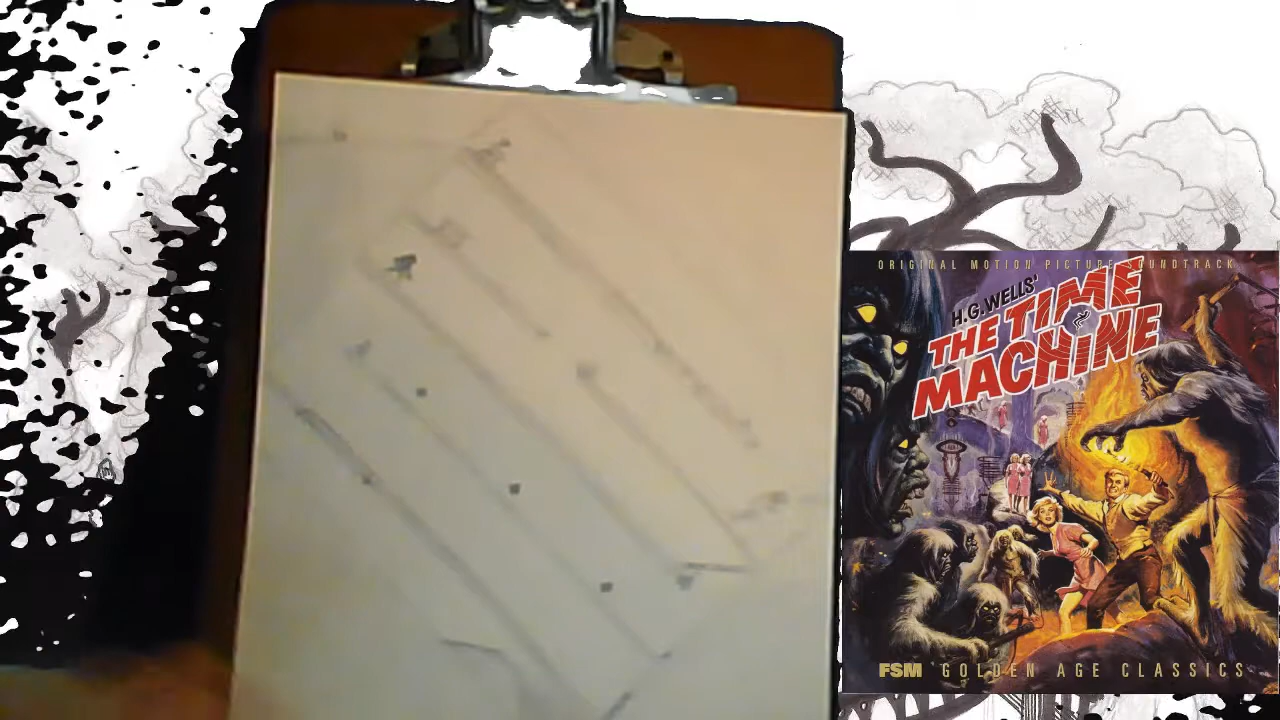 ORIGINAL MOTION PICTURE SOUNDTRACK
H.G.WELLS'
THE TIME
MACHINE
FSM GOLDEN AGE CLASSICS